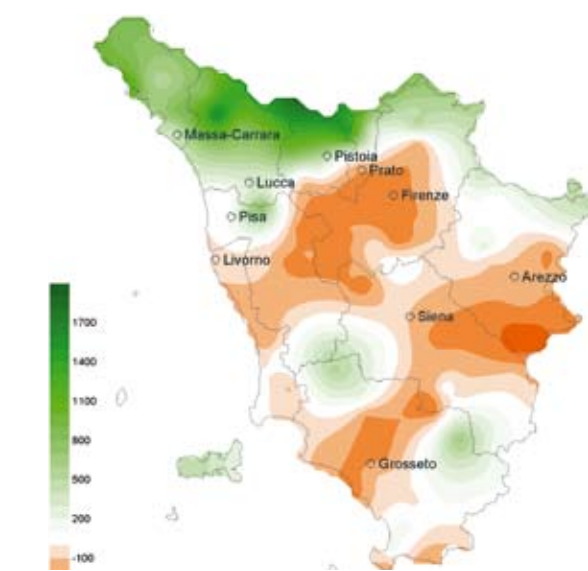 Massa-Carrara
Pistoia
Prato
Lucca
Firenze
Pisa
Livorno
Arezzo
Siena
Grosseto
1700
1400
1100
800
500
200
-100